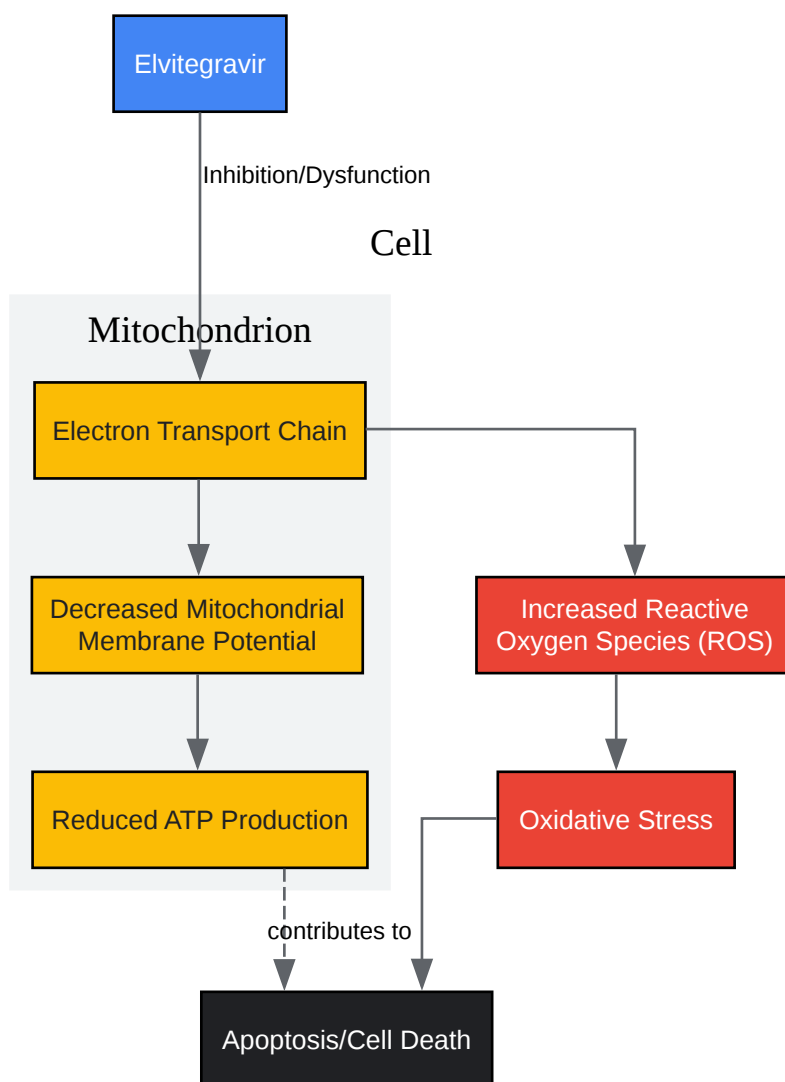 Elvitegravir
Inhibition/Dysfunction
Cell
Mitochondrion
Electron Transport Chain
Decreased Mitochondrial
Membrane Potential
Increased Reactive
Oxygen Species (ROS)
Reduced ATP Production
Oxidative Stress
contributes to
Apoptosis/Cell Death